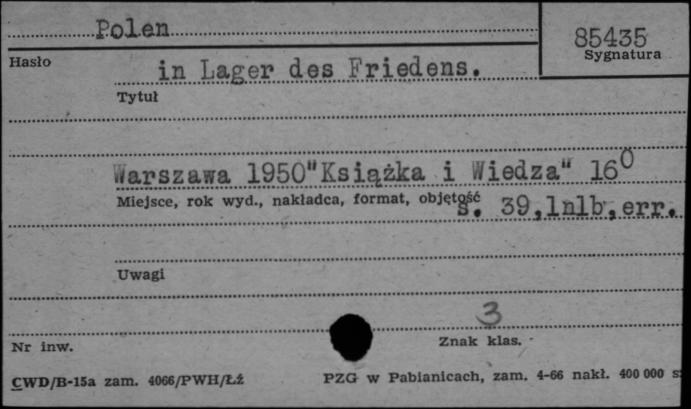 Polen
85435
Sygnatura
Hasło
in Lager des Friedens.
Tytuł
Warszawa 1950"Książka i Wiedza" 16⁰
Miejsce, rok wyd., nakładca, format, objętość
s. 39,1nlb,err.
Uwagi
3
Nr inw.
Znak klas.
CWD/B-15a zam. 4066/PWH/Łź
PZG w Pabianicach, zam. 4-66 nakł. 400 000 s